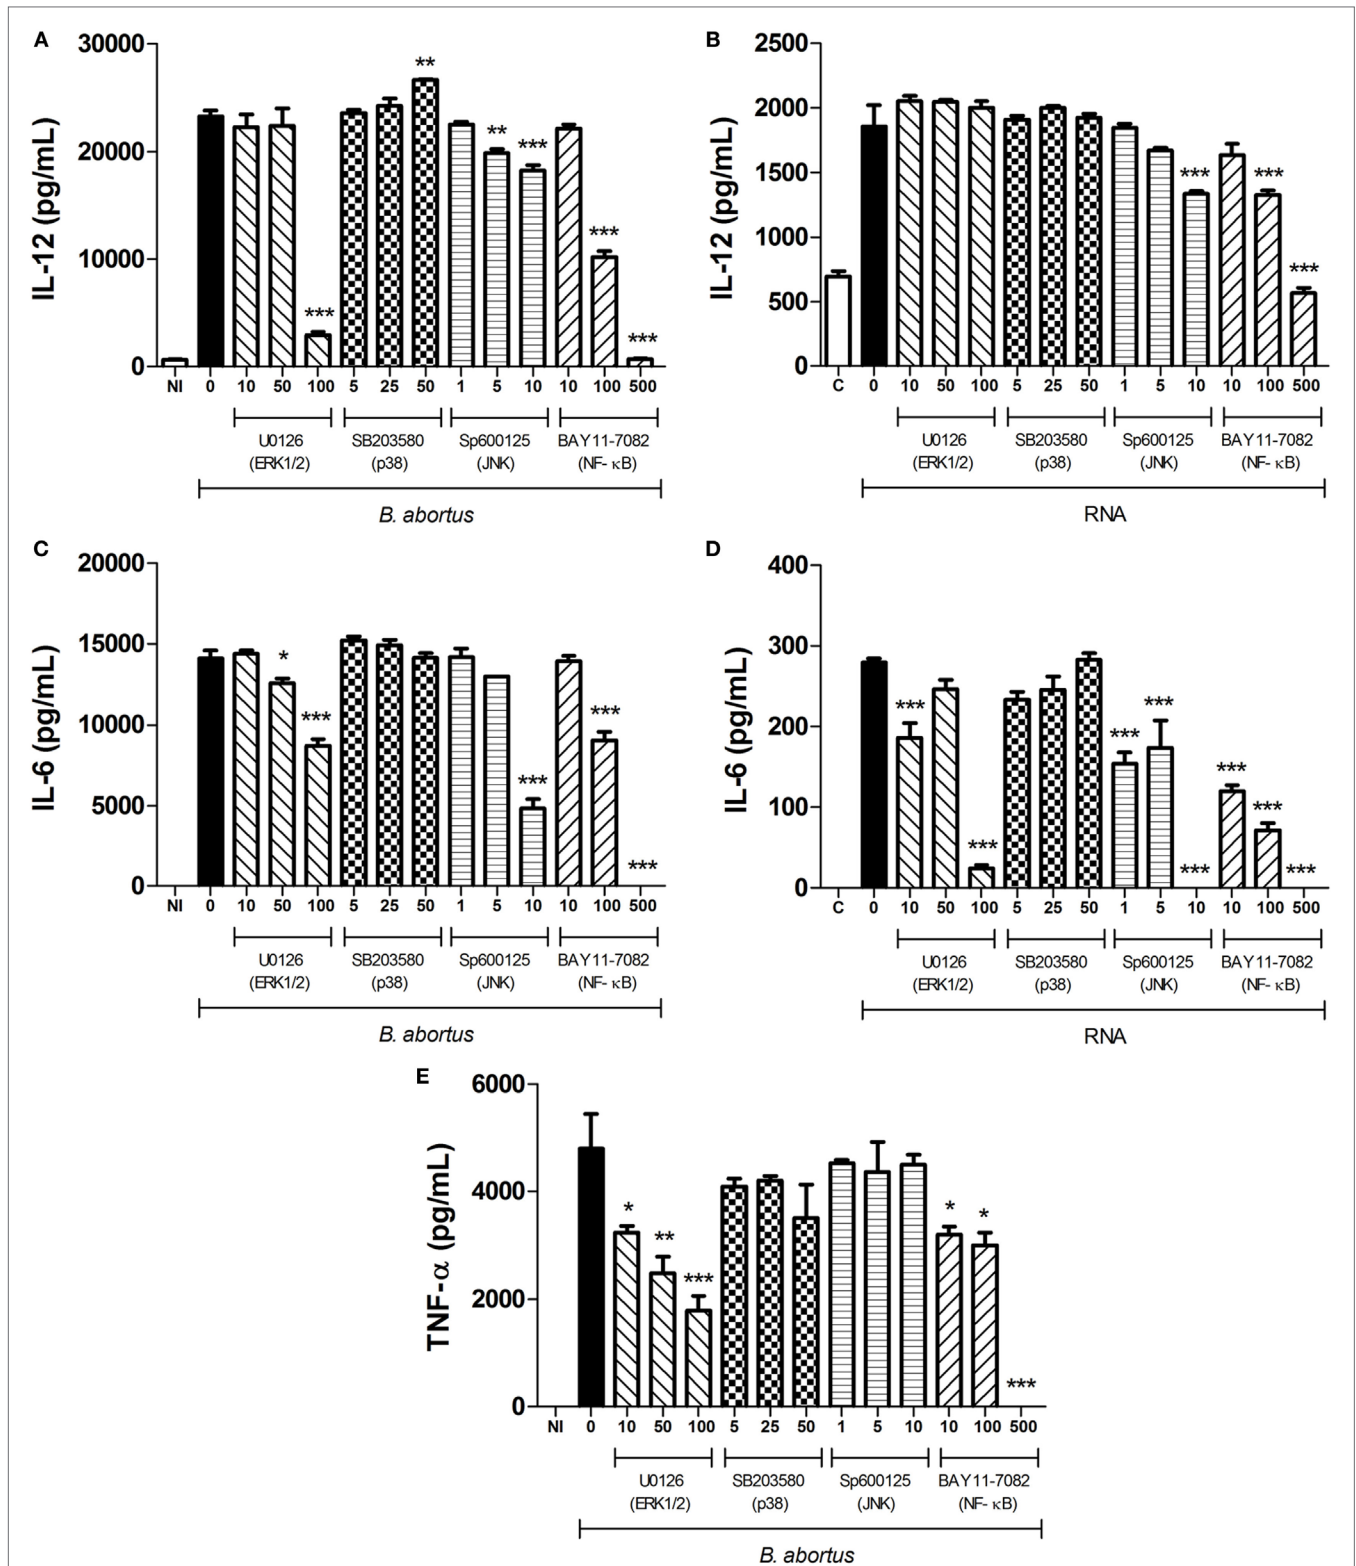 A
IL-12 (pg/mL)
30000
20000
10000
0
** *** ** *** *** ***
NI 0 10 50 100 5 25 50 1 5 10 10 100 500
U0126 SB203580 Sp600125 BAY11-7082
(ERK1/2) (p38) (JNK) (NF- κB)
B. abortus
B
IL-12 (pg/mL)
2500
2000
1500
1000
500
0
*** *** ***
C 0 10 50 100 5 25 50 1 5 10 10 100 500
U0126 SB203580 Sp600125 BAY11-7082
(ERK1/2) (p38) (JNK) (NF- κB)
RNA
C
IL-6 (pg/mL)
20000
15000
10000
5000
0
* *** *** *** ***
NI 0 10 50 100 5 25 50 1 5 10 10 100 500
U0126 SB203580 Sp600125 BAY11-7082
(ERK1/2) (p38) (JNK) (NF- κB)
B. abortus
D
IL-6 (pg/mL)
400
300
200
100
0
*** *** *** *** *** *** *** ***
C 0 10 50 100 5 25 50 1 5 10 10 100 500
U0126 SB203580 Sp600125 BAY11-7082
(ERK1/2) (p38) (JNK) (NF- κB)
RNA
E
TNF-α (pg/mL)
6000
4000
2000
0
* ** *** * * ***
NI 0 10 50 100 5 25 50 1 5 10 10 100 500
U0126 SB203580 Sp600125 BAY11-7082
(ERK1/2) (p38) (JNK) (NF- κB)
B. abortus